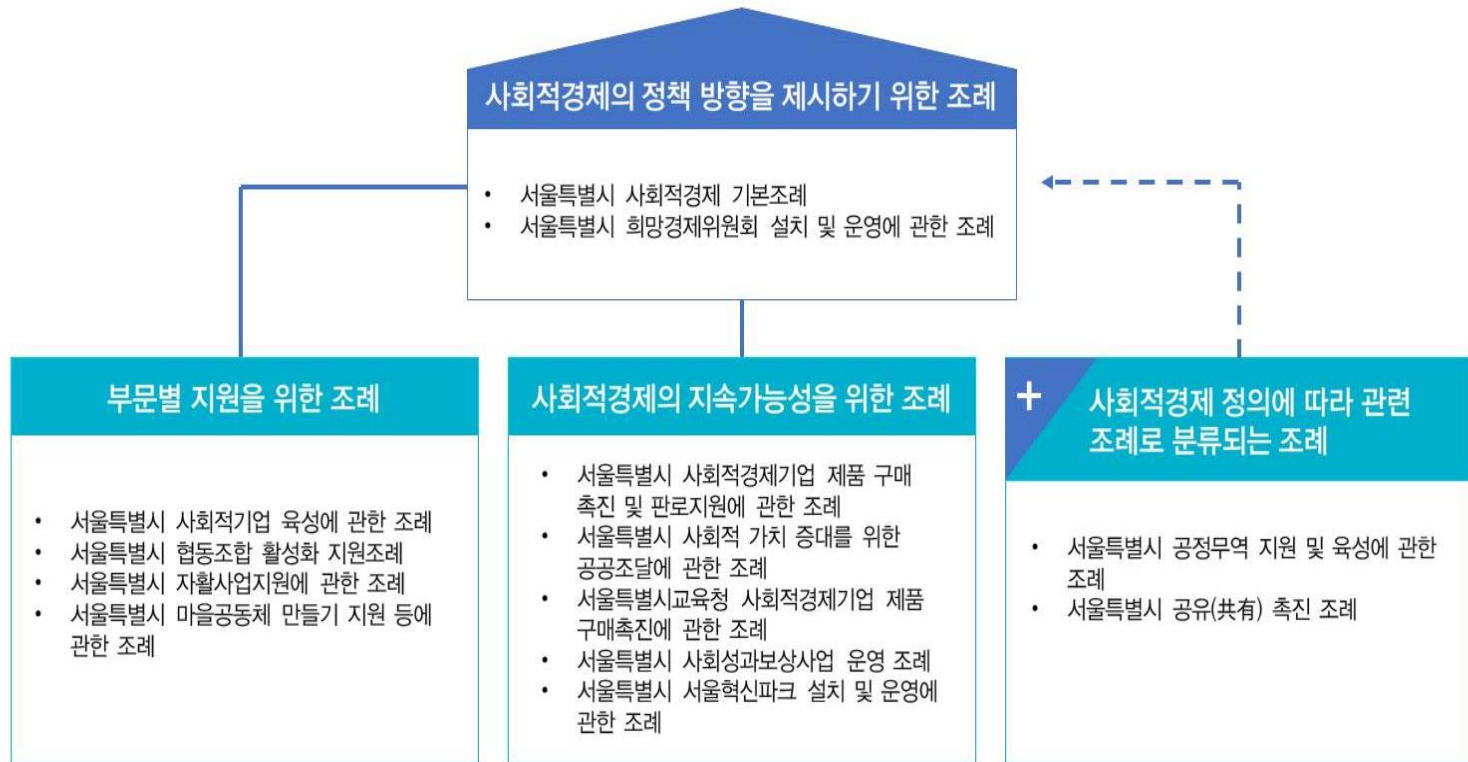 사회적경제의 정책 방향을 제시하기 위한 조례
• 서울특별시 사회적경제 기본조례
• 서울특별시 희망경제위원회 설치 및 운영에 관한 조례
부문별 지원을 위한 조례
• 서울특별시 사회적기업 육성에 관한 조례
• 서울특별시 협동조합 활성화 지원조례
• 서울특별시 자활사업지원에 관한 조례
• 서울특별시 마을공동체 만들기 지원 등에
관한 조례
사회적경제의 지속가능성을 위한 조례
• 서울특별시 사회적경제기업 제품 구매
촉진 및 판로지원에 관한 조례
• 서울특별시 사회적 가치 증대를 위한
공공조달에 관한 조례
• 서울특별시교육청 사회적경제기업 제품
구매촉진에 관한 조례
• 서울특별시 사회성과보상사업 운영 조례
• 서울특별시 서울혁신파크 설치 및 운영에
관한 조례
+
사회적경제 정의에 따라 관련
조례로 분류되는 조례
• 서울특별시 공정무역 지원 및 육성에 관한
조례
• 서울특별시 공유(共有) 촉진 조례